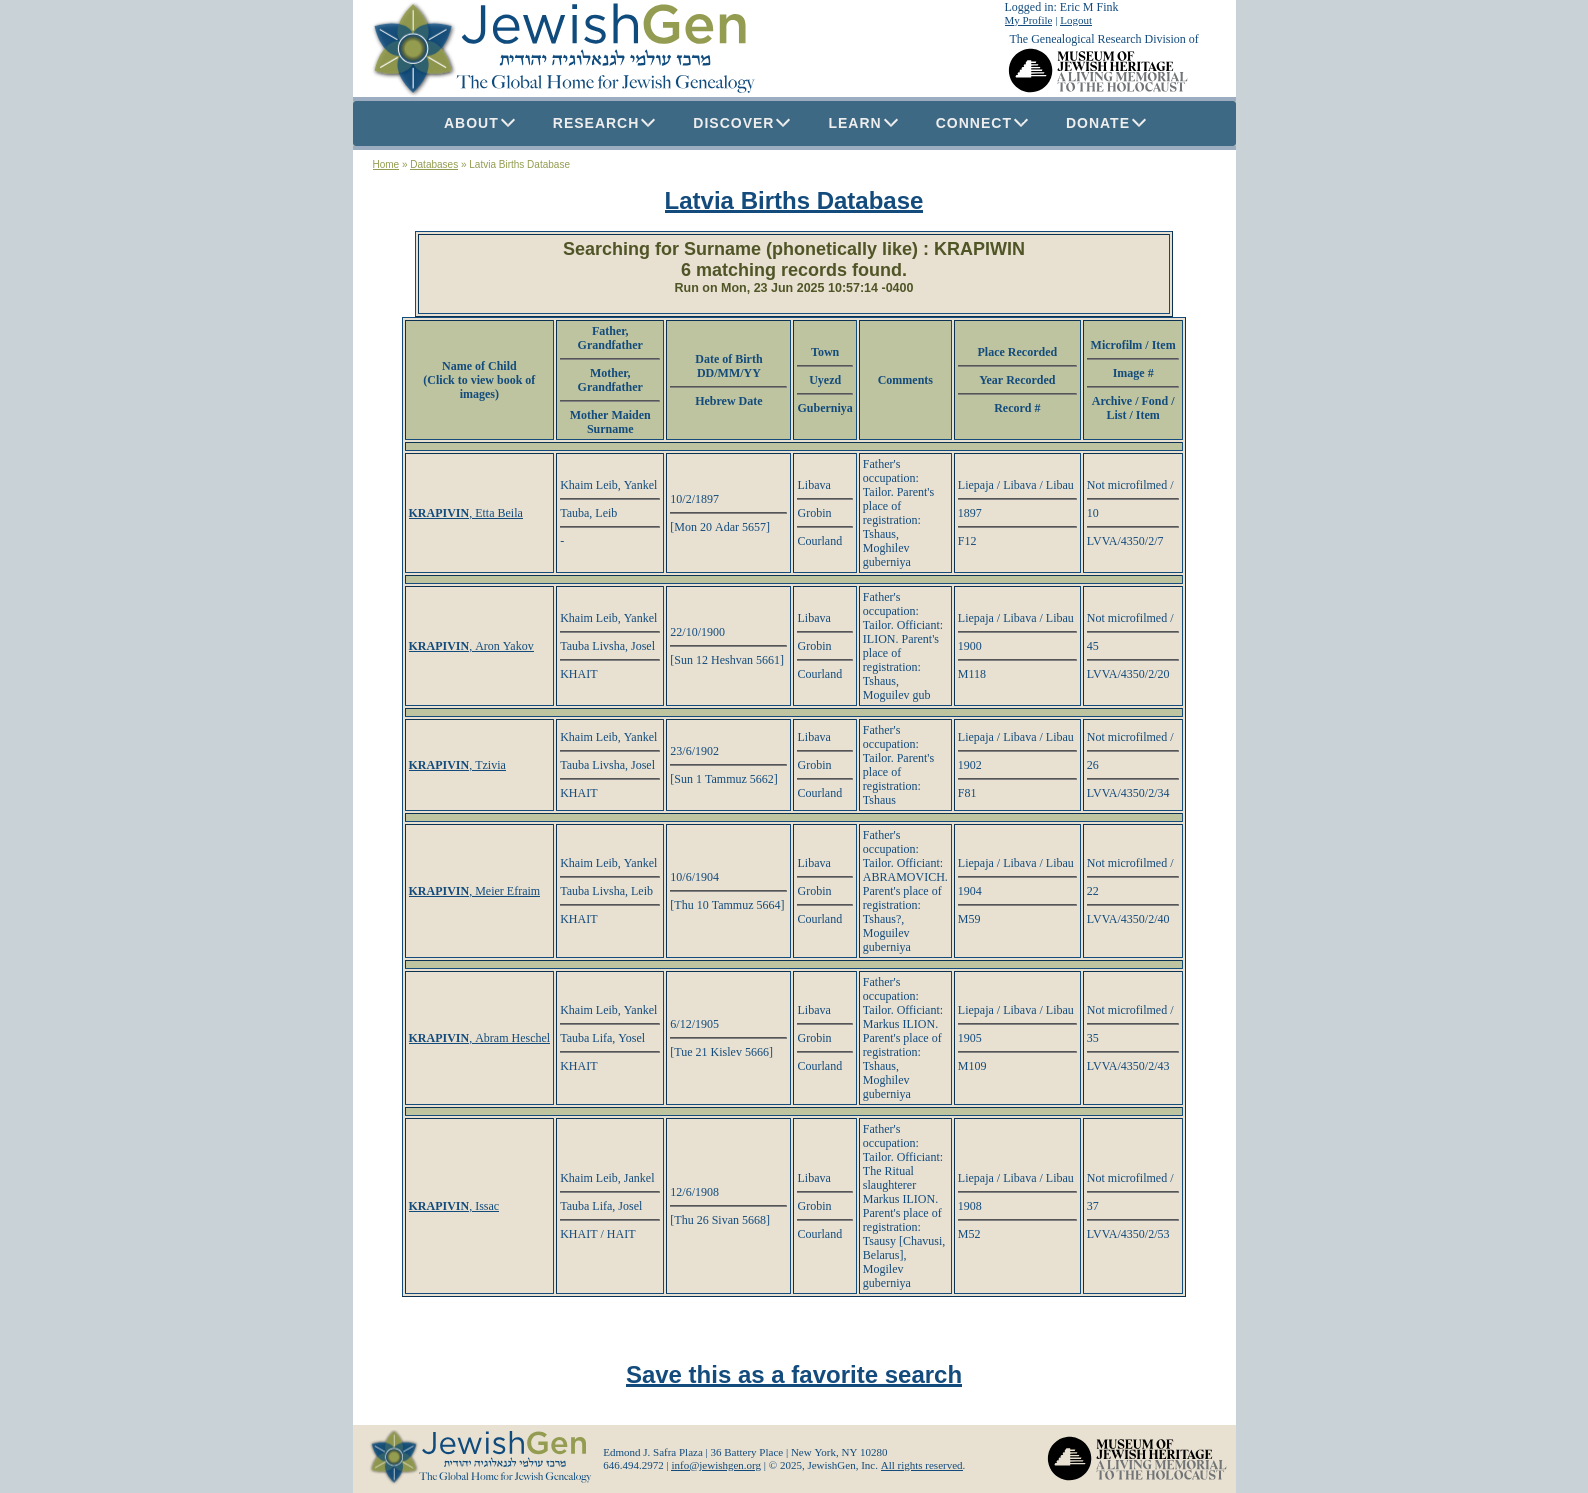 JewishGen
מרכז עולמי לגנאלוגיה יהודית
The Global Home for Jewish Genealogy
Logged in: Eric M Fink
My Profile | Logout
The Genealogical Research Division of
MUSEUM OF
JEWISH HERITAGE
A LIVING MEMORIAL
TO THE HOLOCAUST
ABOUT RESEARCH DISCOVER LEARN CONNECT DONATE
Home » Databases » Latvia Births Database
Latvia Births Database
Searching for Surname (phonetically like) : KRAPIWIN
6 matching records found.
Run on Mon, 23 Jun 2025 10:57:14 -0400
Name of Child
(Click to view book of
images)
Father,
Grandfather
Mother,
Grandfather
Mother Maiden
Surname
Date of Birth
DD/MM/YY
Hebrew Date
Town
Uyezd
Guberniya
Comments
Place Recorded
Year Recorded
Record #
Microfilm / Item
Image #
Archive / Fond /
List / Item
KRAPIVIN, Etta Beila
Khaim Leib, Yankel
Tauba, Leib
-
10/2/1897
[Mon 20 Adar 5657]
Libava
Grobin
Courland
Father's
occupation:
Tailor. Parent's
place of
registration:
Tshaus,
Moghilev
guberniya
Liepaja / Libava / Libau
1897
F12
Not microfilmed /
10
LVVA/4350/2/7
KRAPIVIN, Aron Yakov
Khaim Leib, Yankel
Tauba Livsha, Josel
KHAIT
22/10/1900
[Sun 12 Heshvan 5661]
Libava
Grobin
Courland
Father's
occupation:
Tailor. Officiant:
ILION. Parent's
place of
registration:
Tshaus,
Moguilev gub
Liepaja / Libava / Libau
1900
M118
Not microfilmed /
45
LVVA/4350/2/20
KRAPIVIN, Tzivia
Khaim Leib, Yankel
Tauba Livsha, Josel
KHAIT
23/6/1902
[Sun 1 Tammuz 5662]
Libava
Grobin
Courland
Father's
occupation:
Tailor. Parent's
place of
registration:
Tshaus
Liepaja / Libava / Libau
1902
F81
Not microfilmed /
26
LVVA/4350/2/34
KRAPIVIN, Meier Efraim
Khaim Leib, Yankel
Tauba Livsha, Leib
KHAIT
10/6/1904
[Thu 10 Tammuz 5664]
Libava
Grobin
Courland
Father's
occupation:
Tailor. Officiant:
ABRAMOVICH.
Parent's place of
registration:
Tshaus?,
Moguilev
guberniya
Liepaja / Libava / Libau
1904
M59
Not microfilmed /
22
LVVA/4350/2/40
KRAPIVIN, Abram Heschel
Khaim Leib, Yankel
Tauba Lifa, Yosel
KHAIT
6/12/1905
[Tue 21 Kislev 5666]
Libava
Grobin
Courland
Father's
occupation:
Tailor. Officiant:
Markus ILION.
Parent's place of
registration:
Tshaus,
Moghilev
guberniya
Liepaja / Libava / Libau
1905
M109
Not microfilmed /
35
LVVA/4350/2/43
KRAPIVIN, Issac
Khaim Leib, Jankel
Tauba Lifa, Josel
KHAIT / HAIT
12/6/1908
[Thu 26 Sivan 5668]
Libava
Grobin
Courland
Father's
occupation:
Tailor. Officiant:
The Ritual
slaughterer
Markus ILION.
Parent's place of
registration:
Tsausy [Chavusi,
Belarus],
Mogilev
guberniya
Liepaja / Libava / Libau
1908
M52
Not microfilmed /
37
LVVA/4350/2/53
Save this as a favorite search
JewishGen
מרכז עולמי לגנאלוגיה יהודית
The Global Home for Jewish Genealogy
Edmond J. Safra Plaza | 36 Battery Place | New York, NY 10280
646.494.2972 | info@jewishgen.org | © 2025, JewishGen, Inc. All rights reserved.
MUSEUM OF
JEWISH HERITAGE
A LIVING MEMORIAL
TO THE HOLOCAUST